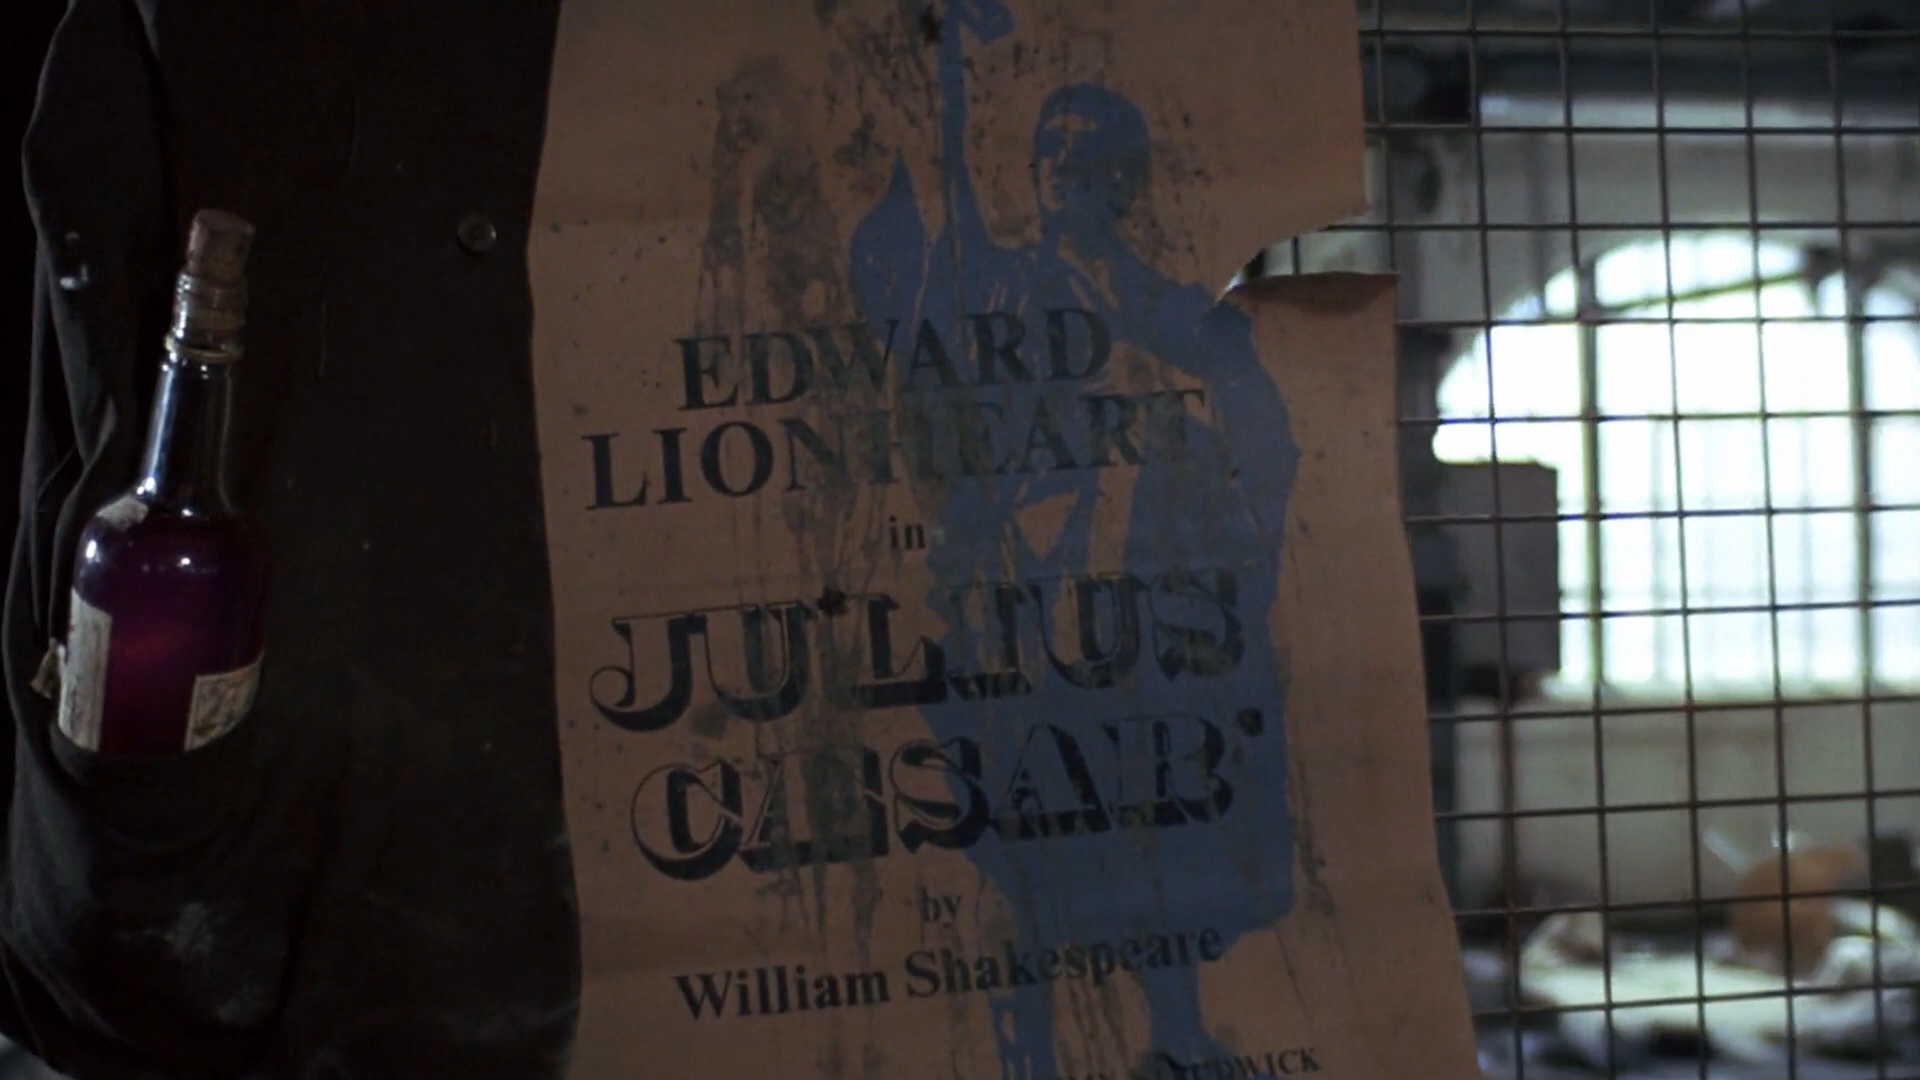 EDWARD
LIONHEART
in
JULIUS
CAESAR
by
William Shakespeare